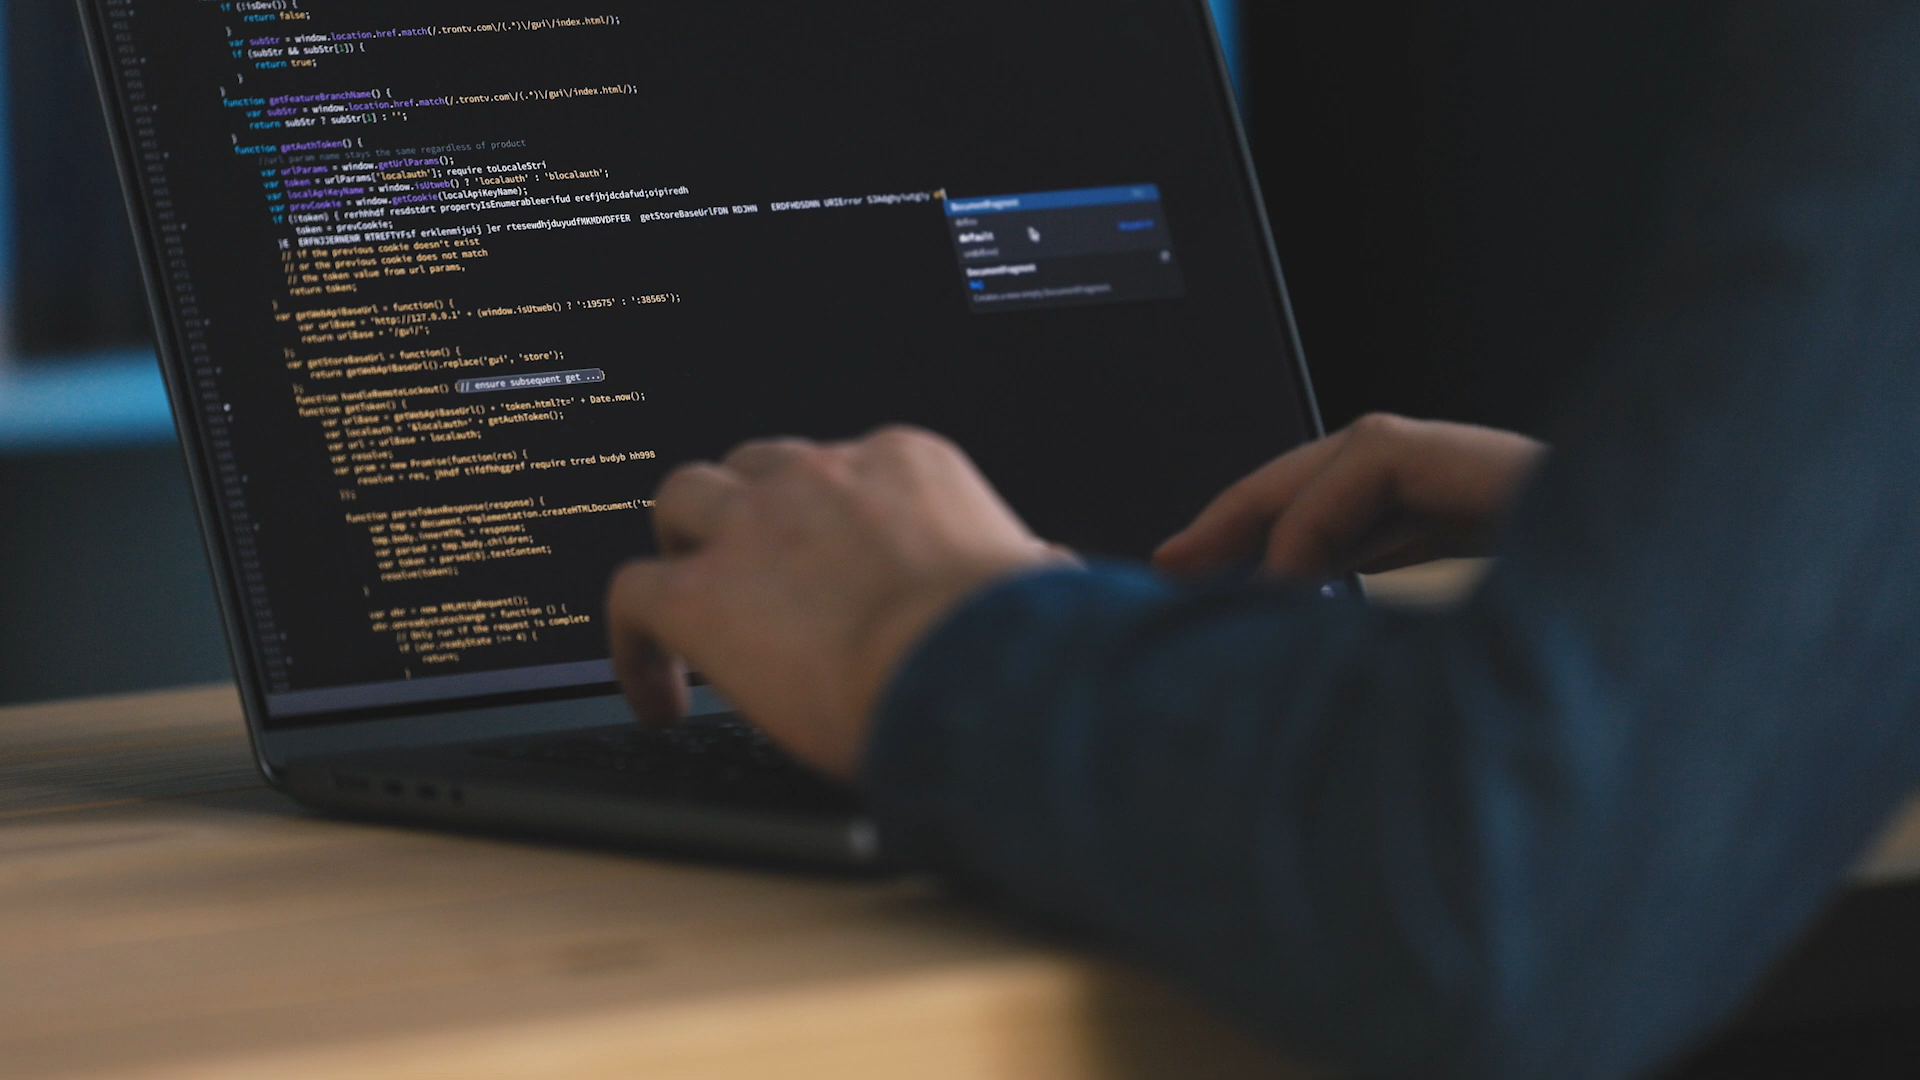 if (!isDev()) {
return false;
}
var subStr = window.location.href.match(/.trontv.com\/(.*)\/gui\/index.html/);
if (subStr && subStr[1]) {
return true;
}
}
function getFeatureBranchName() {
var subStr = window.location.href.match(/.trontv.com\/(.*)\/gui\/index.html/);
return subStr ? subStr[1] : '';
}
function getAuthToken() {
//url param name stays the same regardless of product
var urlParams = window.getUrlParams();
var token = urlParams['localauth']; require toLocaleStri
var localApiKeyName = window.isUtweb() ? 'localauth' : 'blocalauth';
var prevCookie = window.getCookie(localApiKeyName);
if (!token) { rerhhhdf resdstdrt propertyIsEnumerableerifud erefjhjdcdafud;oipiredh
token = prevCookie;
RTREFTYFsf erklenmijuij ]er rtesewdhjduyudfMKMDVDFFER getStoreBaseUrlFDN RDJHN ERDFHDSDNN URIError
// if the previous cookie doesn't exist
// or the previous cookie does not match
// the token value from url params,
return token;
}
var getWebApiBaseUrl = function() {
var urlBase = 'http://127.0.0.1' + (window.isUtweb() ? ':19575' : ':38565');
return urlBase + '/gui/';
};
var getStoreBaseUrl = function() {
return getWebApiBaseUrl().replace('gui', 'store');
};
function handleRemoteLockout() {// ensure subsequent get ...}
function getToken() {
var urlBase = getWebApiBaseUrl() + 'token.html?t=' + Date.now();
var localauth = '&localauth=' + getAuthToken();
var url = urlBase + localauth;
var resolve;
var prom = new Promise(function(res) {
resolve = res, jhhdf tifdfhhggref require trred bvdyb hh998
});
function parseTokenResponse(response) {
var tmp = document.implementation.createHTMLDocument('tmp
tmp.body.innerHTML = response;
var parsed = tmp.body.children;
var token = parsed[0].textContent;
resolve(token);
}
var xhr = new XMLHttpRequest();
xhr.onreadystatechange = function () {
// Only run if the request is complete
if (xhr.readyState !== 4) {
return;
}
DocumentFragment
define
default
undefined
DocumentFragment
Creates a new empty DocumentFragment.